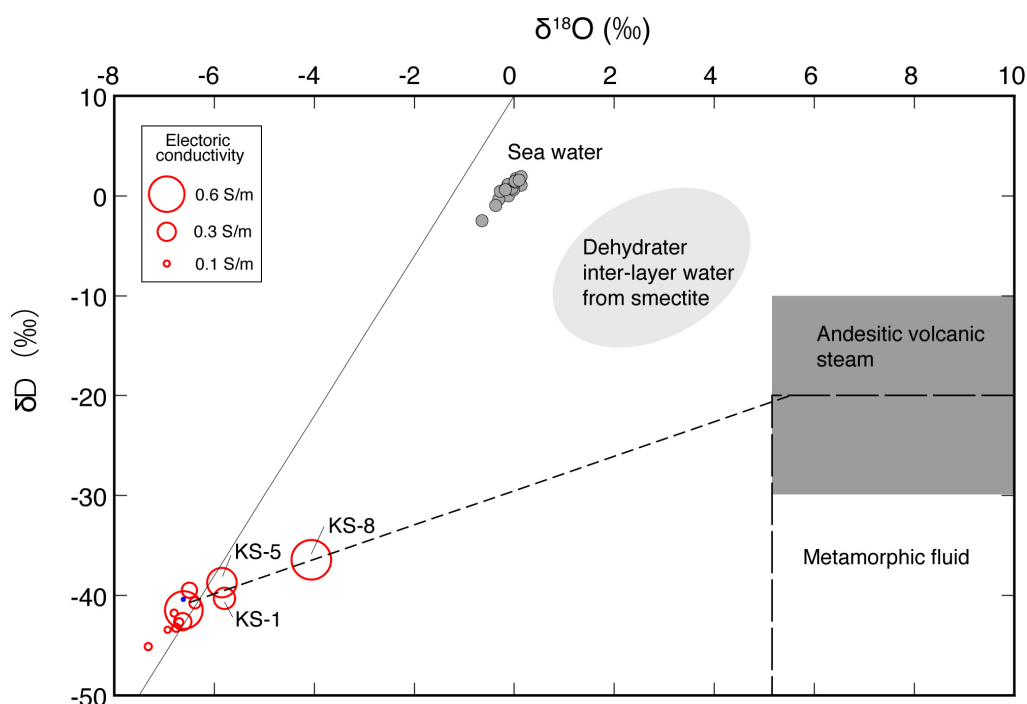 δ¹⁸O (‰)
-8 -6 -4 -2 0 2 4 6 8 10
10
0
-10
-20
-30
-40
-50
δD (‰)
Electoric
conductivity
0.6 S/m
0.3 S/m
0.1 S/m
Sea water
Dehydrater
inter-layer water
from smectite
Andesitic volcanic
steam
KS-8
KS-5
KS-1
Metamorphic fluid